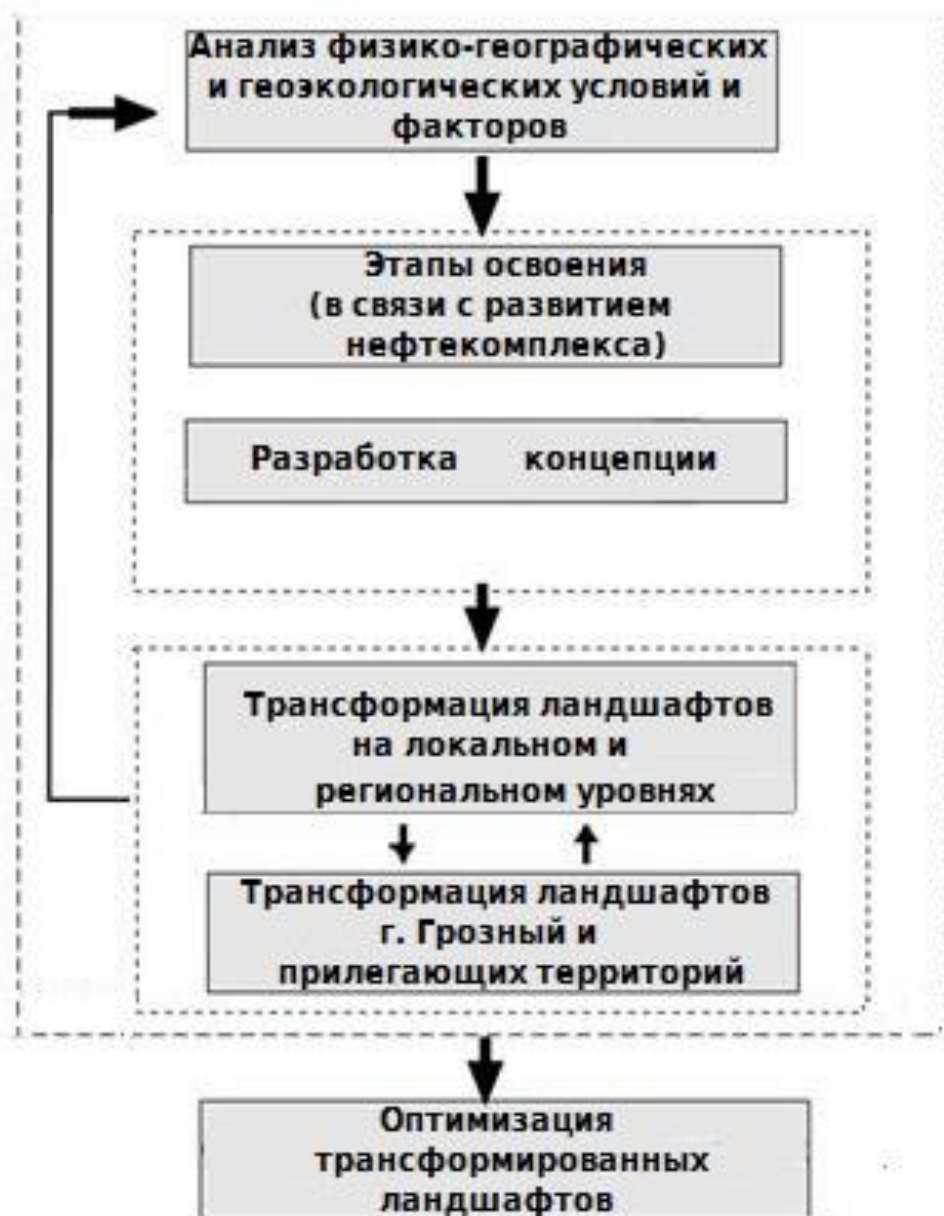 Анализ физико-географических
и геоэкологических условий и
факторов
Этапы освоения
(в связи с развитием
нефтекомплекса)
Разработка концепции
Трансформация ландшафтов
на локальном и
региональном уровнях
Трансформация ландшафтов
г. Грозный и
прилегающих территорий
Оптимизация
трансформированных
ландшафтов